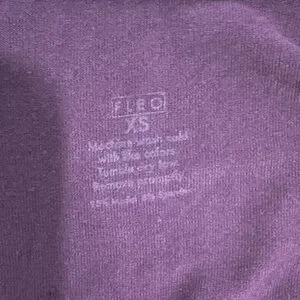 FLEO
XS
Machine wash cold
with like colors
Tumble dry low
Remove promptly